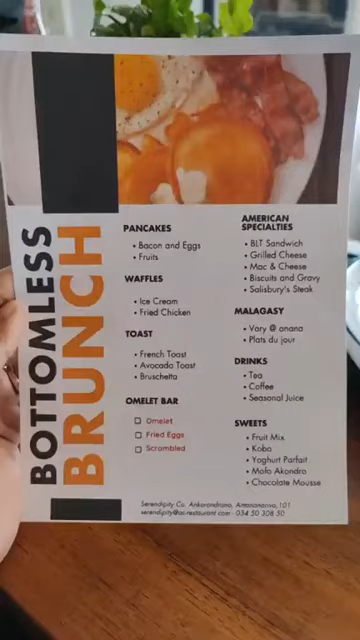 BOTTOMLESS
BRUNCH
PANCAKES
• Bacon and Eggs
• Fruits
WAFFLES
• Ice Cream
• Fried Chicken
TOAST
• French Toast
• Avocado Toast
• Bruschetta
OMELET BAR
Omelet
Fried Eggs
Scrambled
AMERICAN
SPECIALTIES
• BLT Sandwich
• Grilled Cheese
• Mac & Cheese
• Biscuits and Gravy
• Salisbury's Steak
MALAGASY
• Vary @ anana
• Plats du jour
DRINKS
• Tea
• Coffee
• Seasonal Juice
SWEETS
• Fruit Mix
• Koba
• Yoghurt Parfait
• Mofo Akondro
• Chocolate Mousse
Serendipity Co. Ankorondrano, Antananarivo, 101
034 50 308 50